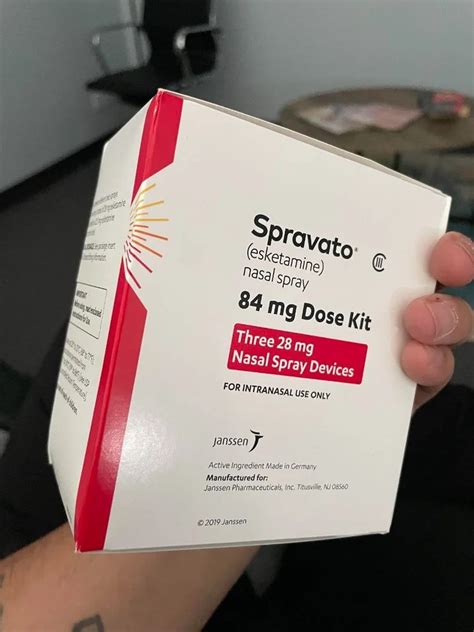 Spravato®
CIII
(esketamine)
nasal spray
84 mg Dose Kit
Three 28 mg
Nasal Spray Devices
FOR INTRANASAL USE ONLY
janssen
Active Ingredient Made in Germany
Manufactured for:
Janssen Pharmaceuticals, Inc. Titusville, NJ 08560
© 2019 Janssen
IMPORTANT